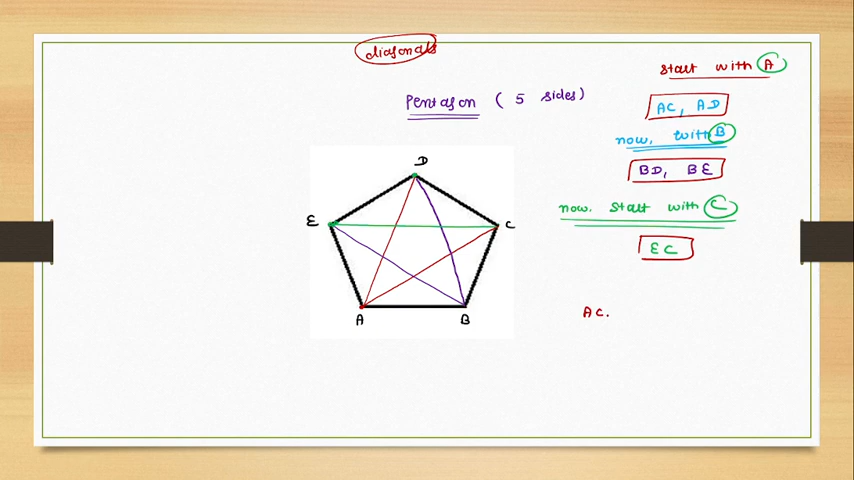 diagonals
Pentagon ( 5 sides)
start with A
AC, AD
now, with B
BD, BE
now. start with C
EC
D
E
C
A
B
AC.